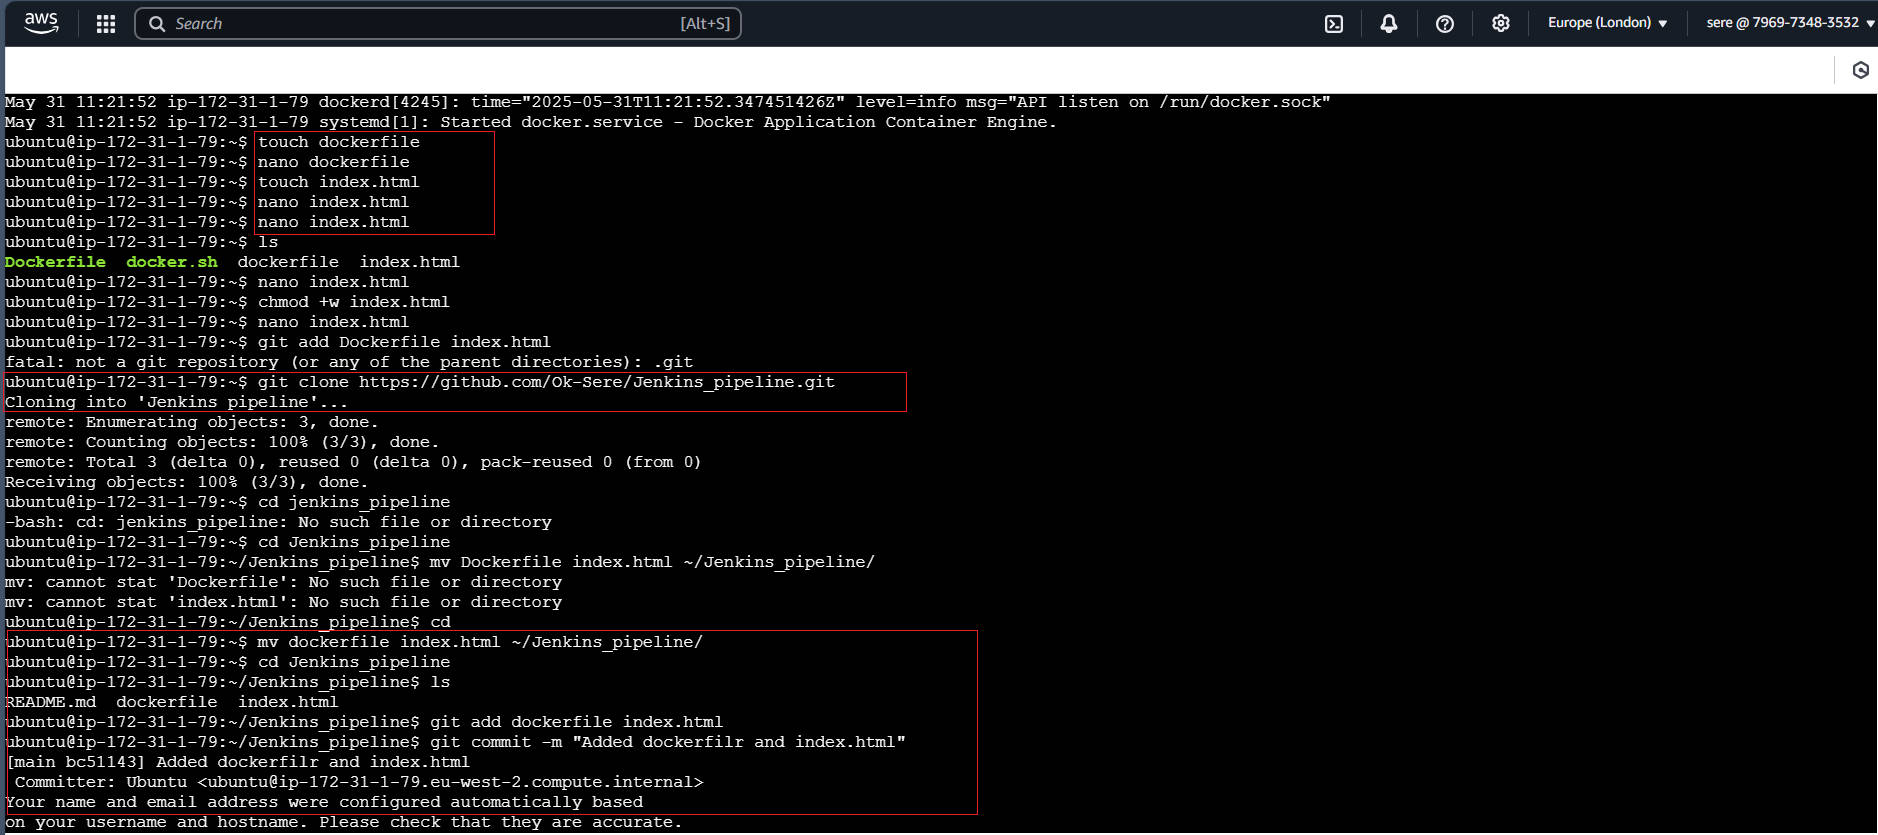 aws Search [Alt+S] Europe (London) sere @ 7969-7348-3532
May 31 11:21:52 ip-172-31-1-79 dockerd[4245]: time="2025-05-31T11:21:52.347451426Z" level=info msg="API listen on /run/docker.sock"
May 31 11:21:52 ip-172-31-1-79 systemd[1]: Started docker.service - Docker Application Container Engine.
ubuntu@ip-172-31-1-79:~$ touch dockerfile
ubuntu@ip-172-31-1-79:~$ nano dockerfile
ubuntu@ip-172-31-1-79:~$ touch index.html
ubuntu@ip-172-31-1-79:~$ nano index.html
ubuntu@ip-172-31-1-79:~$ nano index.html
ubuntu@ip-172-31-1-79:~$ ls
Dockerfile docker.sh dockerfile index.html
ubuntu@ip-172-31-1-79:~$ nano index.html
ubuntu@ip-172-31-1-79:~$ chmod +w index.html
ubuntu@ip-172-31-1-79:~$ nano index.html
ubuntu@ip-172-31-1-79:~$ git add Dockerfile index.html
fatal: not a git repository (or any of the parent directories): .git
ubuntu@ip-172-31-1-79:~$ git clone https://github.com/Ok-Sere/Jenkins_pipeline.git
Cloning into 'Jenkins_pipeline'...
remote: Enumerating objects: 3, done.
remote: Counting objects: 100% (3/3), done.
remote: Total 3 (delta 0), reused 0 (delta 0), pack-reused 0 (from 0)
Receiving objects: 100% (3/3), done.
ubuntu@ip-172-31-1-79:~$ cd jenkins_pipeline
-bash: cd: jenkins_pipeline: No such file or directory
ubuntu@ip-172-31-1-79:~$ cd Jenkins_pipeline
ubuntu@ip-172-31-1-79:~/Jenkins_pipeline$ mv Dockerfile index.html ~/Jenkins_pipeline/
mv: cannot stat 'Dockerfile': No such file or directory
mv: cannot stat 'index.html': No such file or directory
ubuntu@ip-172-31-1-79:~/Jenkins_pipeline$ cd
ubuntu@ip-172-31-1-79:~$ mv dockerfile index.html ~/Jenkins_pipeline/
ubuntu@ip-172-31-1-79:~$ cd Jenkins_pipeline
ubuntu@ip-172-31-1-79:~/Jenkins_pipeline$ ls
README.md dockerfile index.html
ubuntu@ip-172-31-1-79:~/Jenkins_pipeline$ git add dockerfile index.html
ubuntu@ip-172-31-1-79:~/Jenkins_pipeline$ git commit -m "Added dockerfilr and index.html"
[main bc51143] Added dockerfilr and index.html
Committer: Ubuntu <ubuntu@ip-172-31-1-79.eu-west-2.compute.internal>
Your name and email address were configured automatically based
on your username and hostname. Please check that they are accurate.